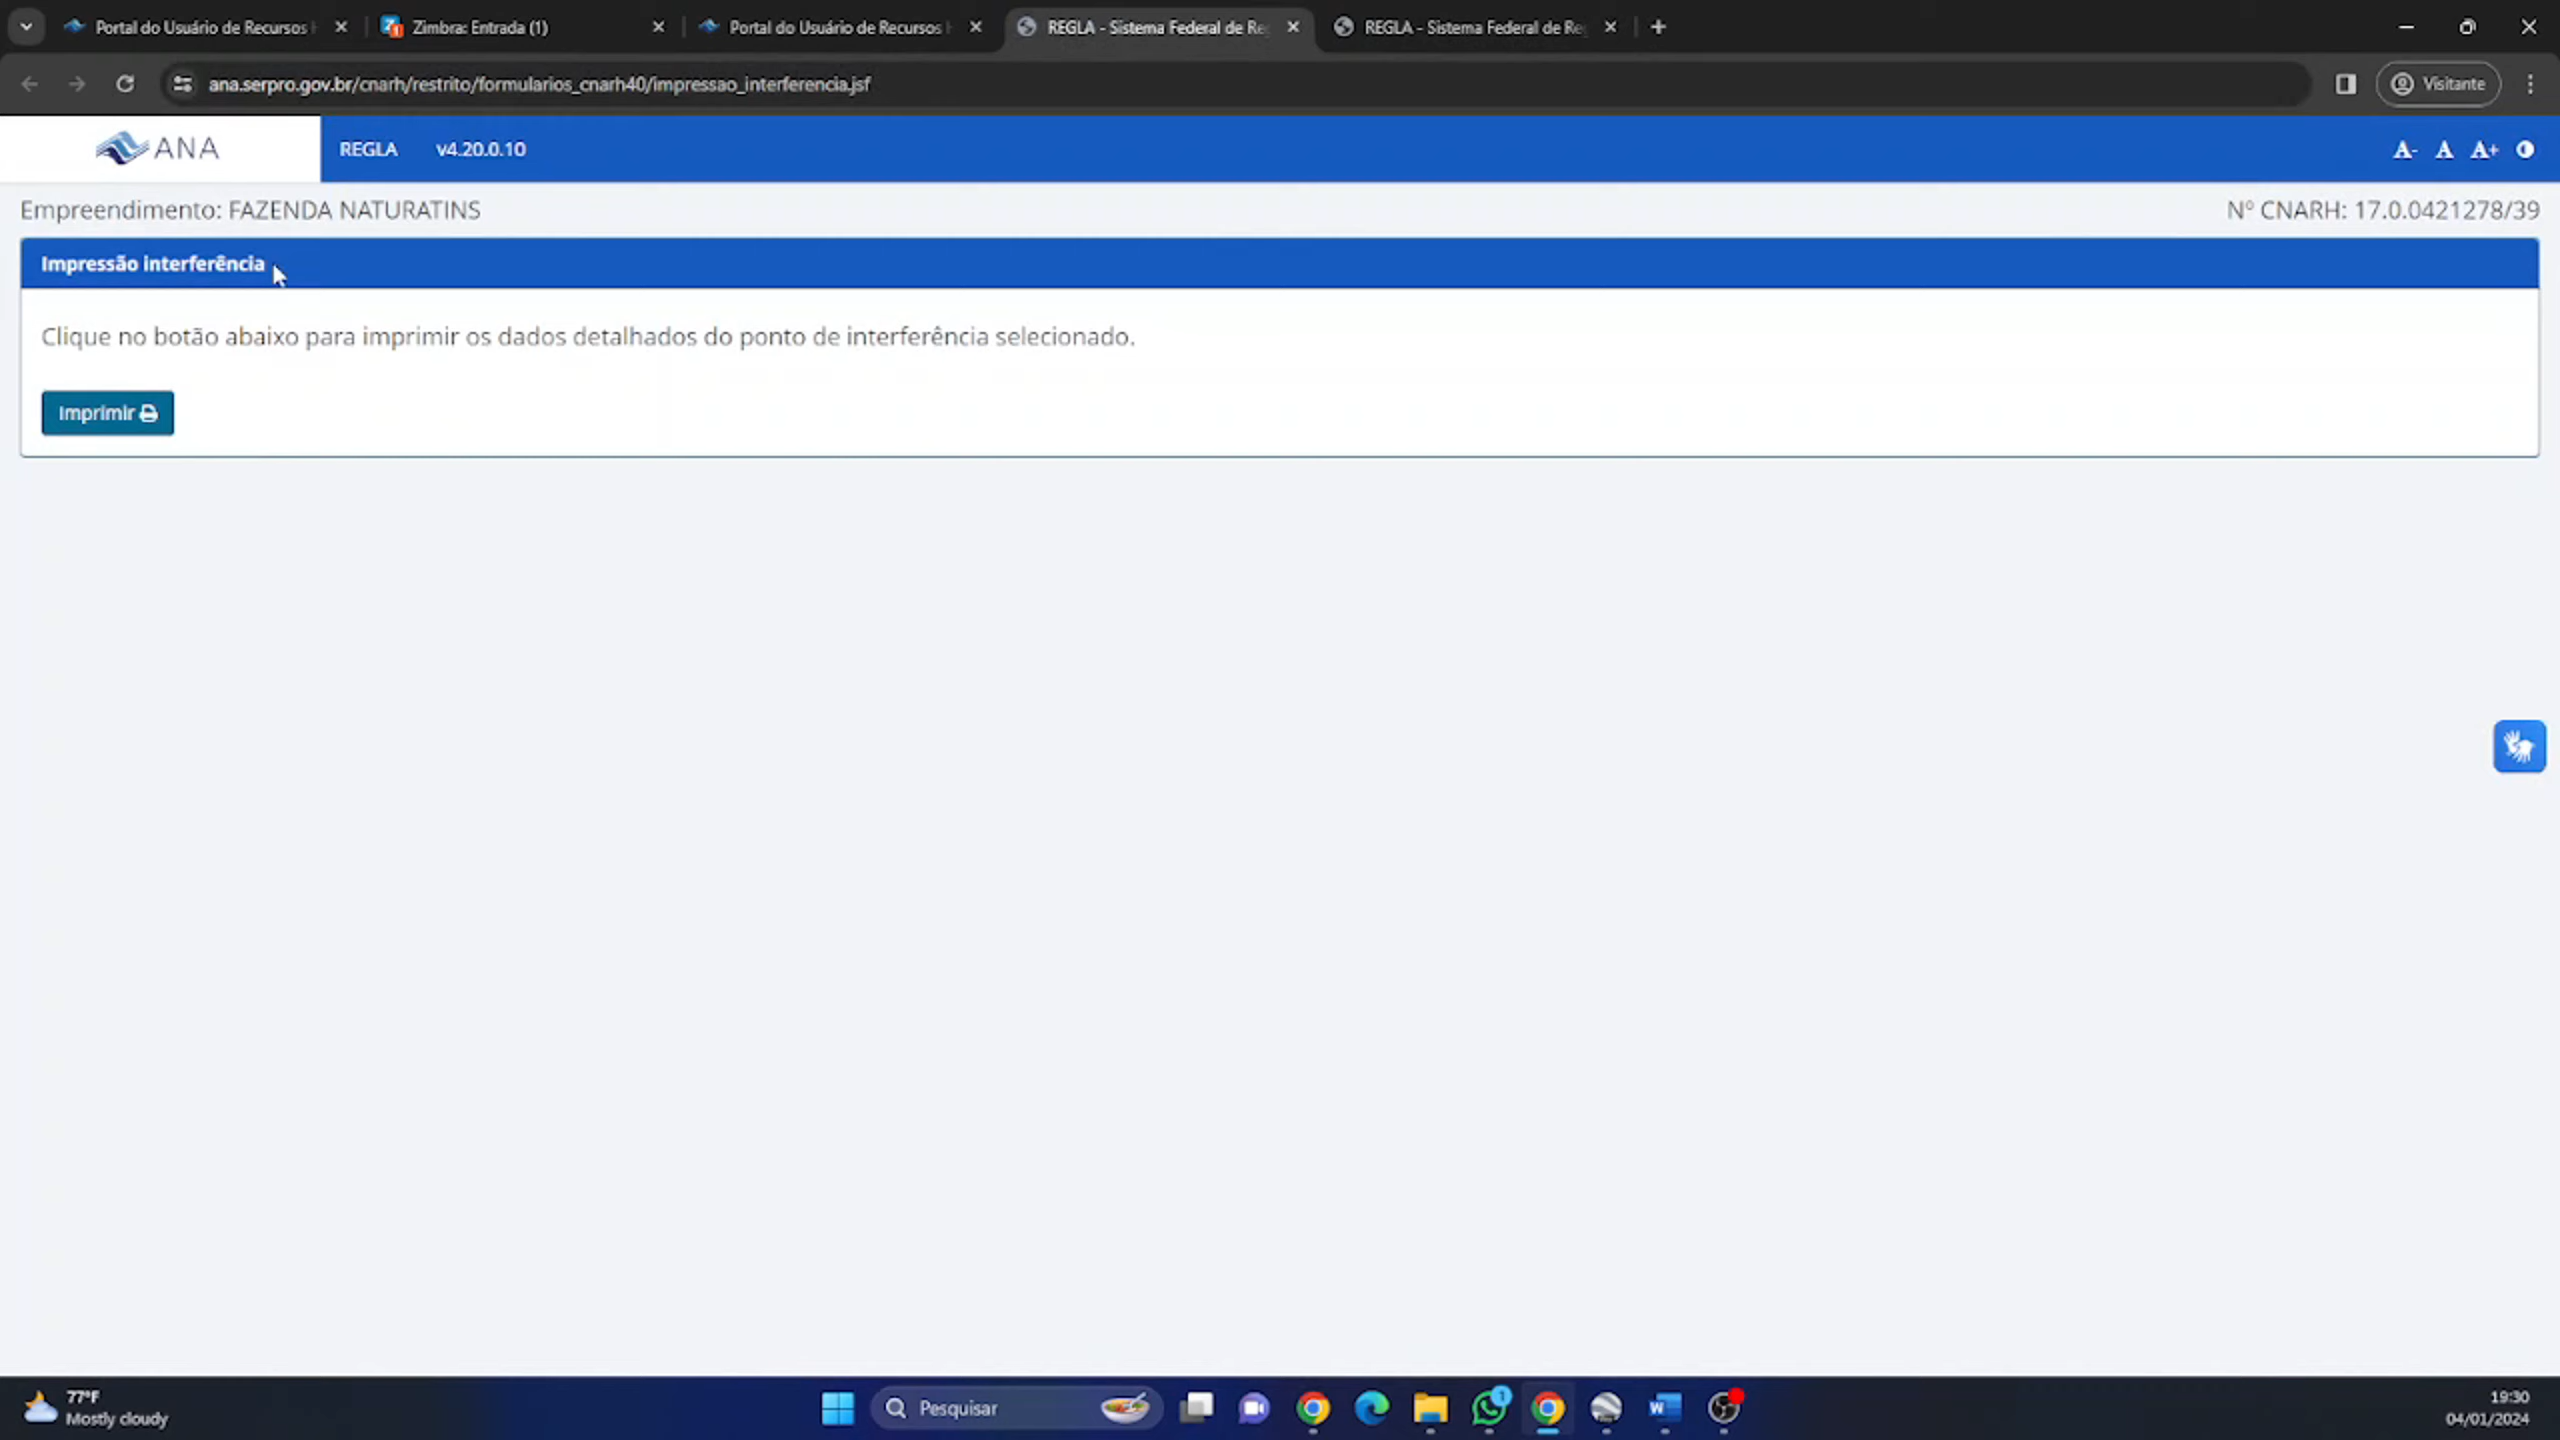 Portal do Usuário de Recursos H
Zimbra: Entrada (1)
Portal do Usuário de Recursos H
REGLA - Sistema Federal de Re
REGLA - Sistema Federal de Re
ana.serpro.gov.br/cnarh/restrito/formularios_cnarh40/impressao_interferencia.jsf
Visitante
ANA
REGLA v4.20.0.10
A- A A+
Empreendimento: FAZENDA NATURATINS
Nº CNARH: 17.0.0421278/39
Impressão interferência
Clique no botão abaixo para imprimir os dados detalhados do ponto de interferência selecionado.
Imprimir
77°F
Mostly cloudy
Pesquisar
1
19:30
04/01/2024